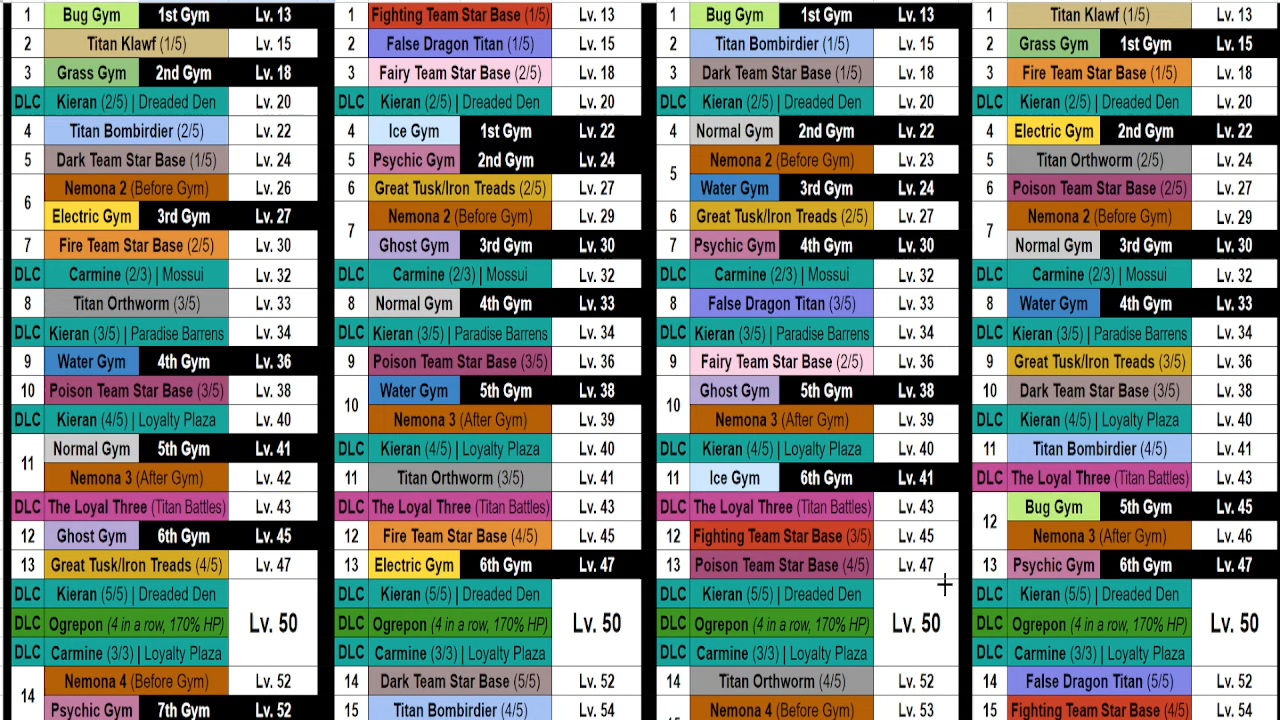 1 Bug Gym 1st Gym Lv. 13
2 Titan Klawf (1/5) Lv. 15
3 Grass Gym 2nd Gym Lv. 18
DLC Kieran (2/5) | Dreaded Den Lv. 20
4 Titan Bombirdier (2/5) Lv. 22
5 Dark Team Star Base (1/5) Lv. 24
6 Nemona 2 (Before Gym) Lv. 26
Electric Gym 3rd Gym Lv. 27
7 Fire Team Star Base (2/5) Lv. 30
DLC Carmine (2/3) | Mossui Lv. 32
8 Titan Orthworm (3/5) Lv. 33
DLC Kieran (3/5) | Paradise Barrens Lv. 34
9 Water Gym 4th Gym Lv. 36
10 Poison Team Star Base (3/5) Lv. 38
DLC Kieran (4/5) | Loyalty Plaza Lv. 40
11 Normal Gym 5th Gym Lv. 41
Nemona 3 (After Gym) Lv. 42
DLC The Loyal Three (Titan Battles) Lv. 43
12 Ghost Gym 6th Gym Lv. 45
13 Great Tusk/Iron Treads (4/5) Lv. 47
DLC Kieran (5/5) | Dreaded Den
DLC Ogrepon (4 in a row, 170% HP) Lv. 50
DLC Carmine (3/3) | Loyalty Plaza
14 Nemona 4 (Before Gym) Lv. 52
Psychic Gym 7th Gym Lv. 52
1 Fighting Team Star Base (1/5) Lv. 13
2 False Dragon Titan (1/5) Lv. 15
3 Fairy Team Star Base (2/5) Lv. 18
DLC Kieran (2/5) | Dreaded Den Lv. 20
4 Ice Gym 1st Gym Lv. 22
5 Psychic Gym 2nd Gym Lv. 24
6 Great Tusk/Iron Treads (2/5) Lv. 27
7 Nemona 2 (Before Gym) Lv. 29
Ghost Gym 3rd Gym Lv. 30
DLC Carmine (2/3) | Mossui Lv. 32
8 Normal Gym 4th Gym Lv. 33
DLC Kieran (3/5) | Paradise Barrens Lv. 34
9 Poison Team Star Base (3/5) Lv. 36
10 Water Gym 5th Gym Lv. 38
Nemona 3 (After Gym) Lv. 39
DLC Kieran (4/5) | Loyalty Plaza Lv. 40
11 Titan Orthworm (3/5) Lv. 41
DLC The Loyal Three (Titan Battles) Lv. 43
12 Fire Team Star Base (4/5) Lv. 45
13 Electric Gym 6th Gym Lv. 47
DLC Kieran (5/5) | Dreaded Den
DLC Ogrepon (4 in a row, 170% HP) Lv. 50
DLC Carmine (3/3) | Loyalty Plaza
14 Dark Team Star Base (5/5) Lv. 52
15 Titan Bombirdier (4/5) Lv. 54
1 Bug Gym 1st Gym Lv. 13
2 Titan Bombirdier (1/5) Lv. 15
3 Dark Team Star Base (1/5) Lv. 18
DLC Kieran (2/5) | Dreaded Den Lv. 20
4 Normal Gym 2nd Gym Lv. 22
5 Nemona 2 (Before Gym) Lv. 23
Water Gym 3rd Gym Lv. 24
6 Great Tusk/Iron Treads (2/5) Lv. 27
7 Psychic Gym 4th Gym Lv. 30
DLC Carmine (2/3) | Mossui Lv. 32
8 False Dragon Titan (3/5) Lv. 33
DLC Kieran (3/5) | Paradise Barrens Lv. 34
9 Fairy Team Star Base (2/5) Lv. 36
10 Ghost Gym 5th Gym Lv. 38
Nemona 3 (After Gym) Lv. 39
DLC Kieran (4/5) | Loyalty Plaza Lv. 40
11 Ice Gym 6th Gym Lv. 41
DLC The Loyal Three (Titan Battles) Lv. 43
12 Fighting Team Star Base (3/5) Lv. 45
13 Poison Team Star Base (4/5) Lv. 47
DLC Kieran (5/5) | Dreaded Den
DLC Ogrepon (4 in a row, 170% HP) Lv. 50
DLC Carmine (3/3) | Loyalty Plaza
14 Titan Orthworm (4/5) Lv. 52
Nemona 4 (Before Gym) Lv. 53
1 Titan Klawf (1/5) Lv. 13
2 Grass Gym 1st Gym Lv. 15
3 Fire Team Star Base (1/5) Lv. 18
DLC Kieran (2/5) | Dreaded Den Lv. 20
4 Electric Gym 2nd Gym Lv. 22
5 Titan Orthworm (2/5) Lv. 24
6 Poison Team Star Base (2/5) Lv. 27
7 Nemona 2 (Before Gym) Lv. 29
Normal Gym 3rd Gym Lv. 30
DLC Carmine (2/3) | Mossui Lv. 32
8 Water Gym 4th Gym Lv. 33
DLC Kieran (3/5) | Paradise Barrens Lv. 34
9 Great Tusk/Iron Treads (3/5) Lv. 36
10 Dark Team Star Base (3/5) Lv. 38
DLC Kieran (4/5) | Loyalty Plaza Lv. 40
11 Titan Bombirdier (4/5) Lv. 41
DLC The Loyal Three (Titan Battles) Lv. 43
12 Bug Gym 5th Gym Lv. 45
Nemona 3 (After Gym) Lv. 46
13 Psychic Gym 6th Gym Lv. 47
DLC Kieran (5/5) | Dreaded Den
DLC Ogrepon (4 in a row, 170% HP) Lv. 50
DLC Carmine (3/3) | Loyalty Plaza
14 False Dragon Titan (5/5) Lv. 52
15 Fighting Team Star Base (4/5) Lv. 54